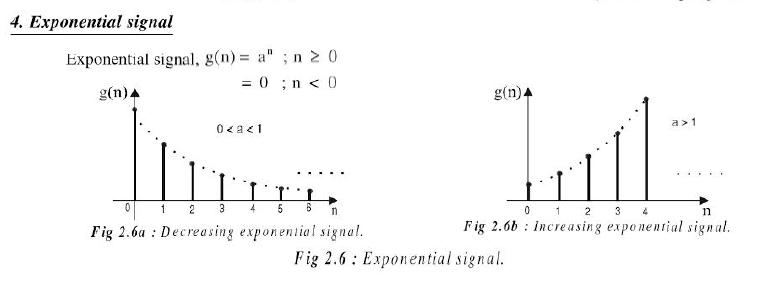 4. Exponential signal
Exponential signal, g(n) = aⁿ ; n ≥ 0
= 0 ; n < 0
g(n)
0 < a < 1
0 1 2 3 4 5 6 n
Fig 2.6a : Decreasing exponential signal.
g(n)
a > 1
0 1 2 3 4 n
Fig 2.6b : Increasing exponential signal.
Fig 2.6 : Exponential signal.